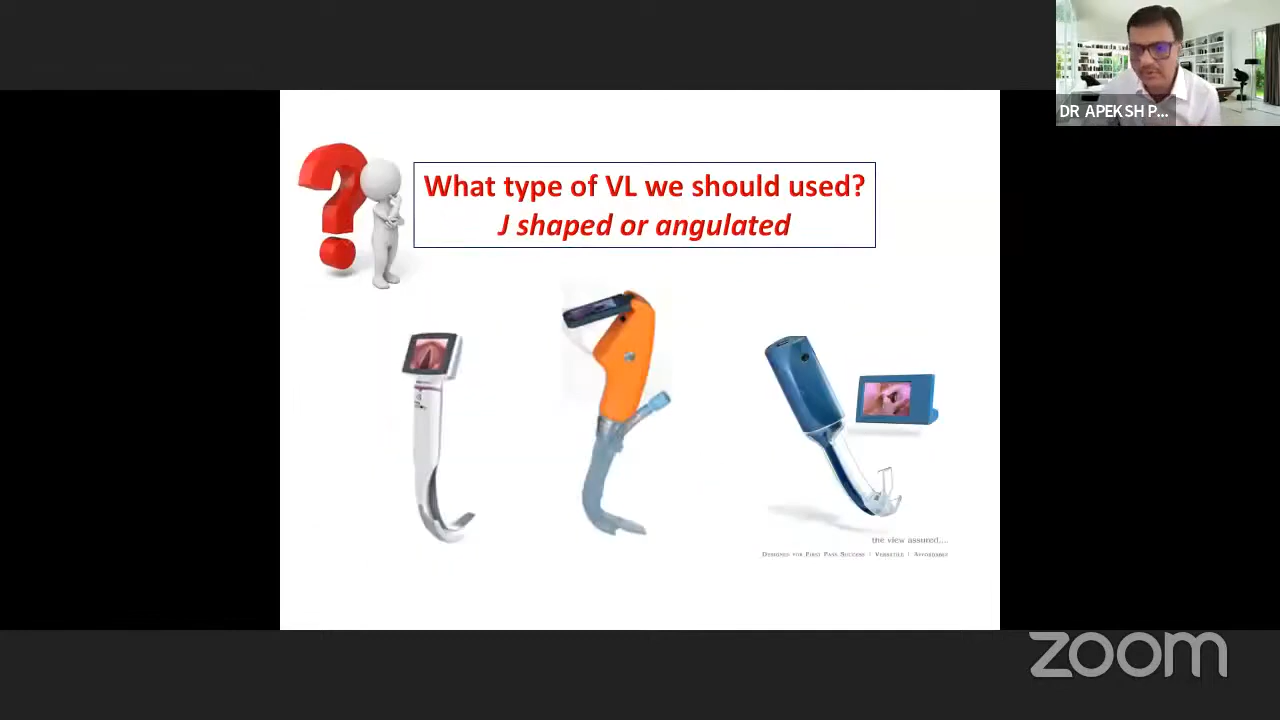 DR APEKSH P...
What type of VL we should used?
J shaped or angulated
the view assured....
Designed for First Pass Success | Versatile | Affordable
zoom